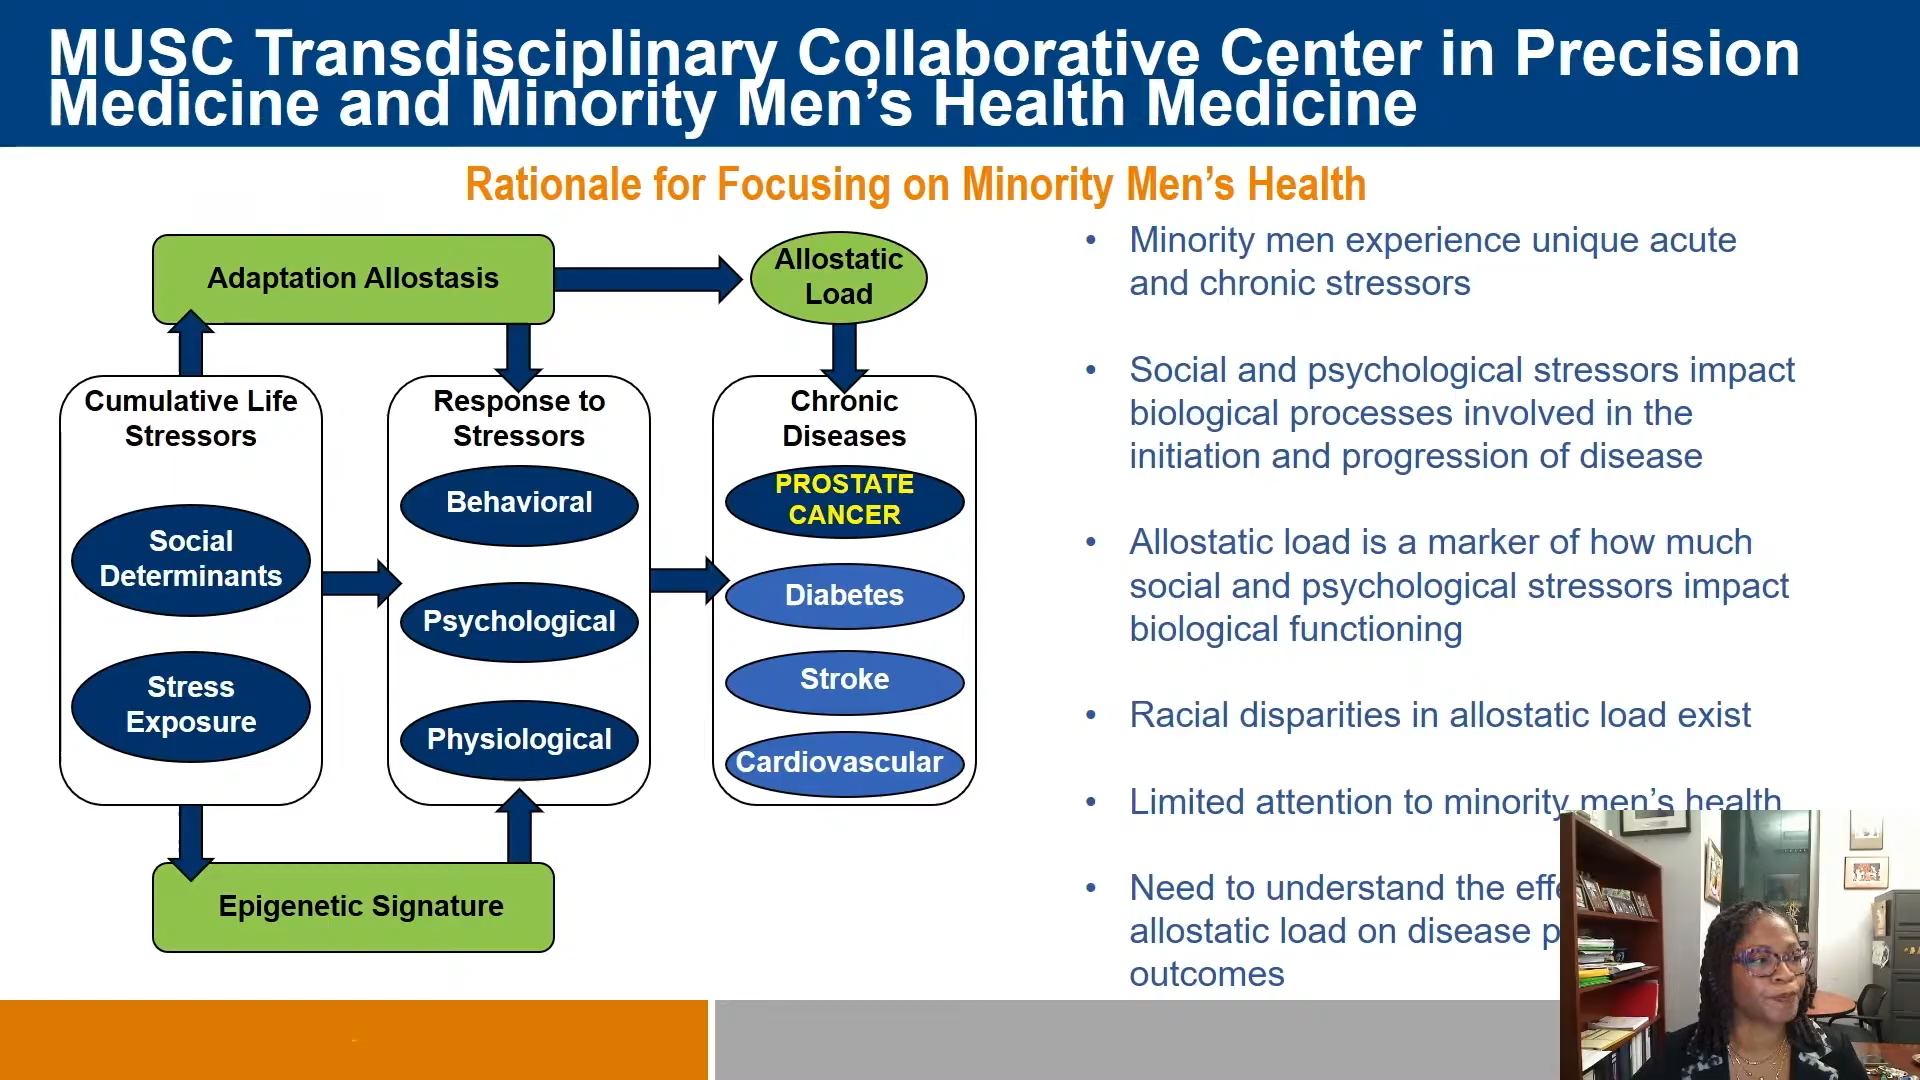 MUSC Transdisciplinary Collaborative Center in Precision
Medicine and Minority Men’s Health Medicine
Rationale for Focusing on Minority Men’s Health
Adaptation Allostasis
Allostatic
Load
Cumulative Life
Stressors
Social
Determinants
Stress
Exposure
Response to
Stressors
Behavioral
Psychological
Physiological
Chronic
Diseases
PROSTATE
CANCER
Diabetes
Stroke
Cardiovascular
Epigenetic Signature
• Minority men experience unique acute
and chronic stressors
• Social and psychological stressors impact
biological processes involved in the
initiation and progression of disease
• Allostatic load is a marker of how much
social and psychological stressors impact
biological functioning
• Racial disparities in allostatic load exist
• Limited attention to minority men’s health
• Need to understand the
allostatic load on disease
outcomes